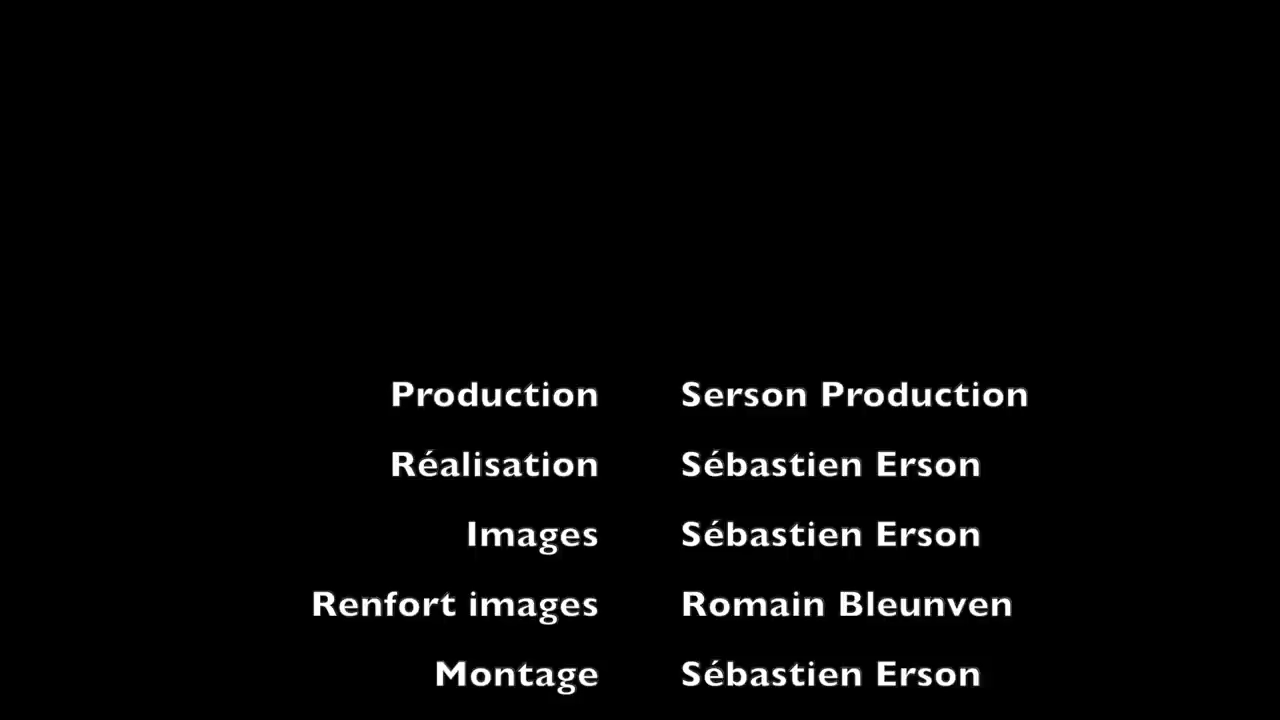 Production Serson Production
Réalisation Sébastien Erson
Images Sébastien Erson
Renfort images Romain Bleunven
Montage Sébastien Erson